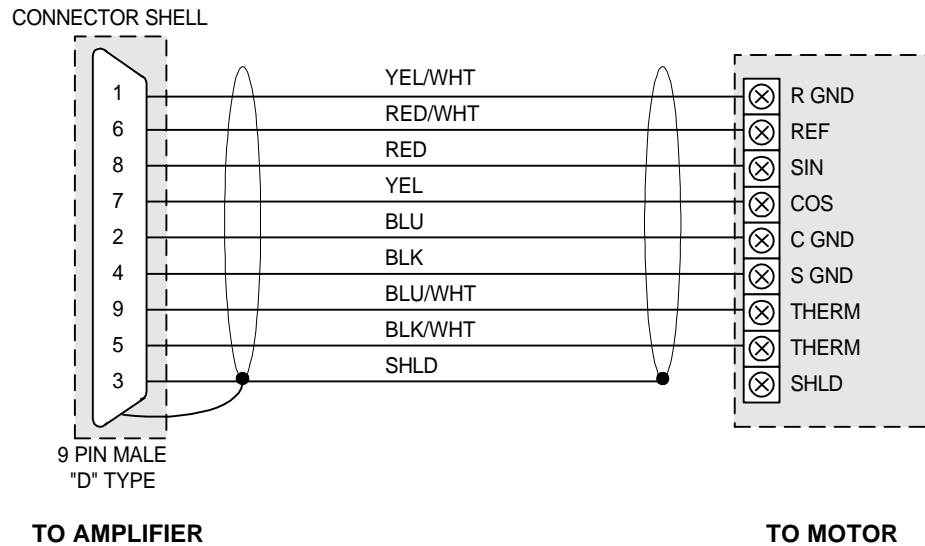 CONNECTOR SHELL
1 YEL/WHT R GND
6 RED/WHT REF
8 RED SIN
7 YEL COS
2 BLU C GND
4 BLK S GND
9 BLU/WHT THERM
5 BLK/WHT THERM
3 SHLD SHLD
9 PIN MALE
"D" TYPE
TO AMPLIFIER TO MOTOR